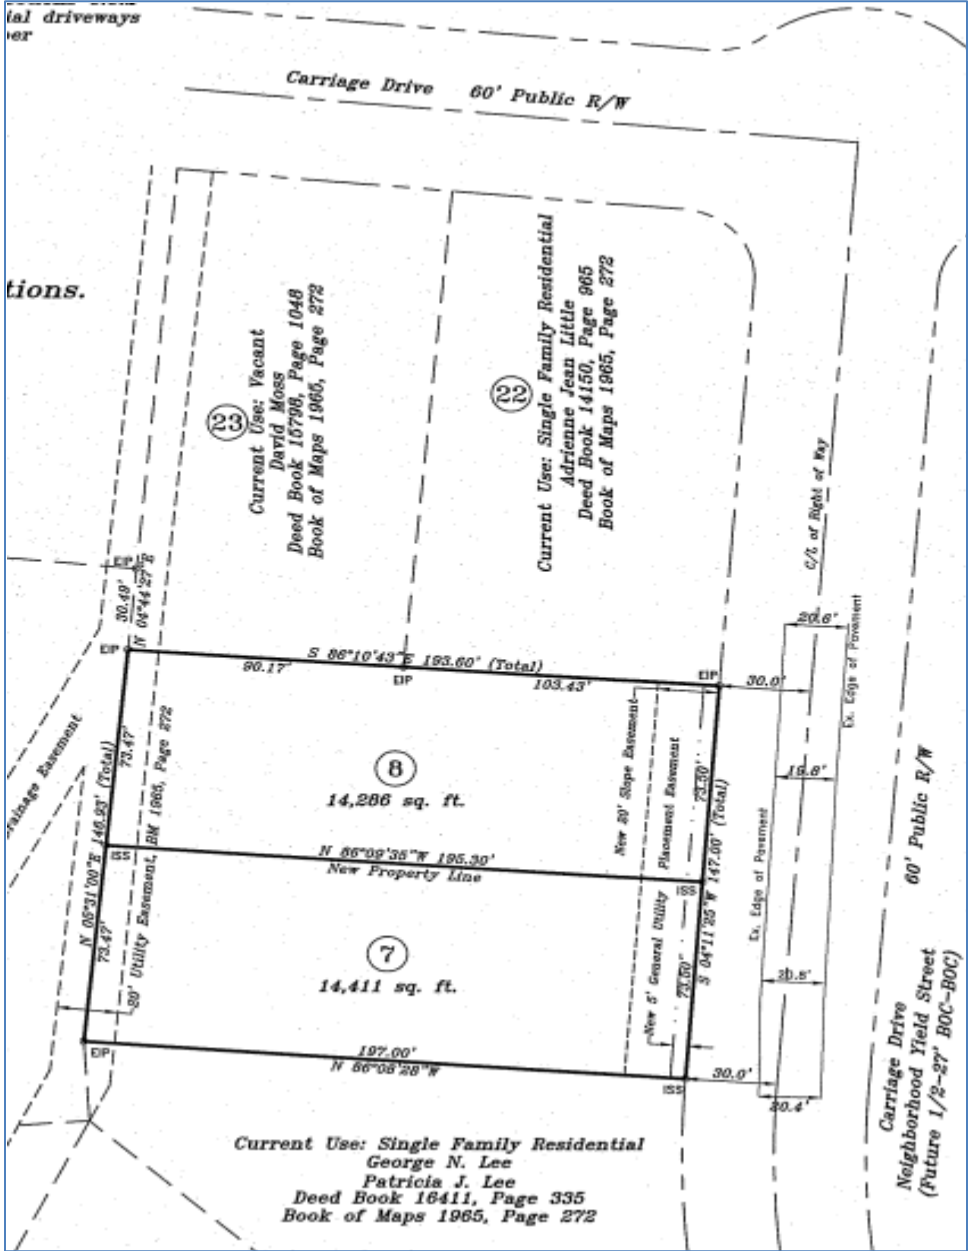 ial driveways
er
Carriage Drive 60' Public R/W
tions.
23
Current Use: Vacant
David Moss
Deed Book 15798, Page 1048
Book of Maps 1965, Page 272
22
Current Use: Single Family Residential
Adrienne Jean Little
Deed Book 14150, Page 965
Book of Maps 1965, Page 272
C/L of Right of Way
EIP
30.49'
N 04°44'27" E
EIP
S 86°10'43"E 193.60' (Total)
90.17'
EIP
103.43'
EIP
30.0'
20.6'
Ex. Edge of Pavement
19.8'
Ex. Edge of Pavement
20.8'
20.4'
60' Public R/W
Carriage Drive
Neighborhood Yield Street
(Future 1/2-27' BOC-BOC)
rainage Easement
73.47'
N 05°31'00"E 146.93' (Total)
73.47'
20' Utility Easement, BM 1965, Page 272
8
14,286 sq. ft.
New 20' Slope Easement
New 5' General Utility Placement Easement
73.50'
S 04°11'25"W 147.00' (Total)
73.50'
ISS
N 86°09'35"W 195.30'
New Property Line
ISS
7
14,411 sq. ft.
EIP
197.00'
N 86°08'28"W
ISS
30.0'
Current Use: Single Family Residential
George N. Lee
Patricia J. Lee
Deed Book 16411, Page 335
Book of Maps 1965, Page 272